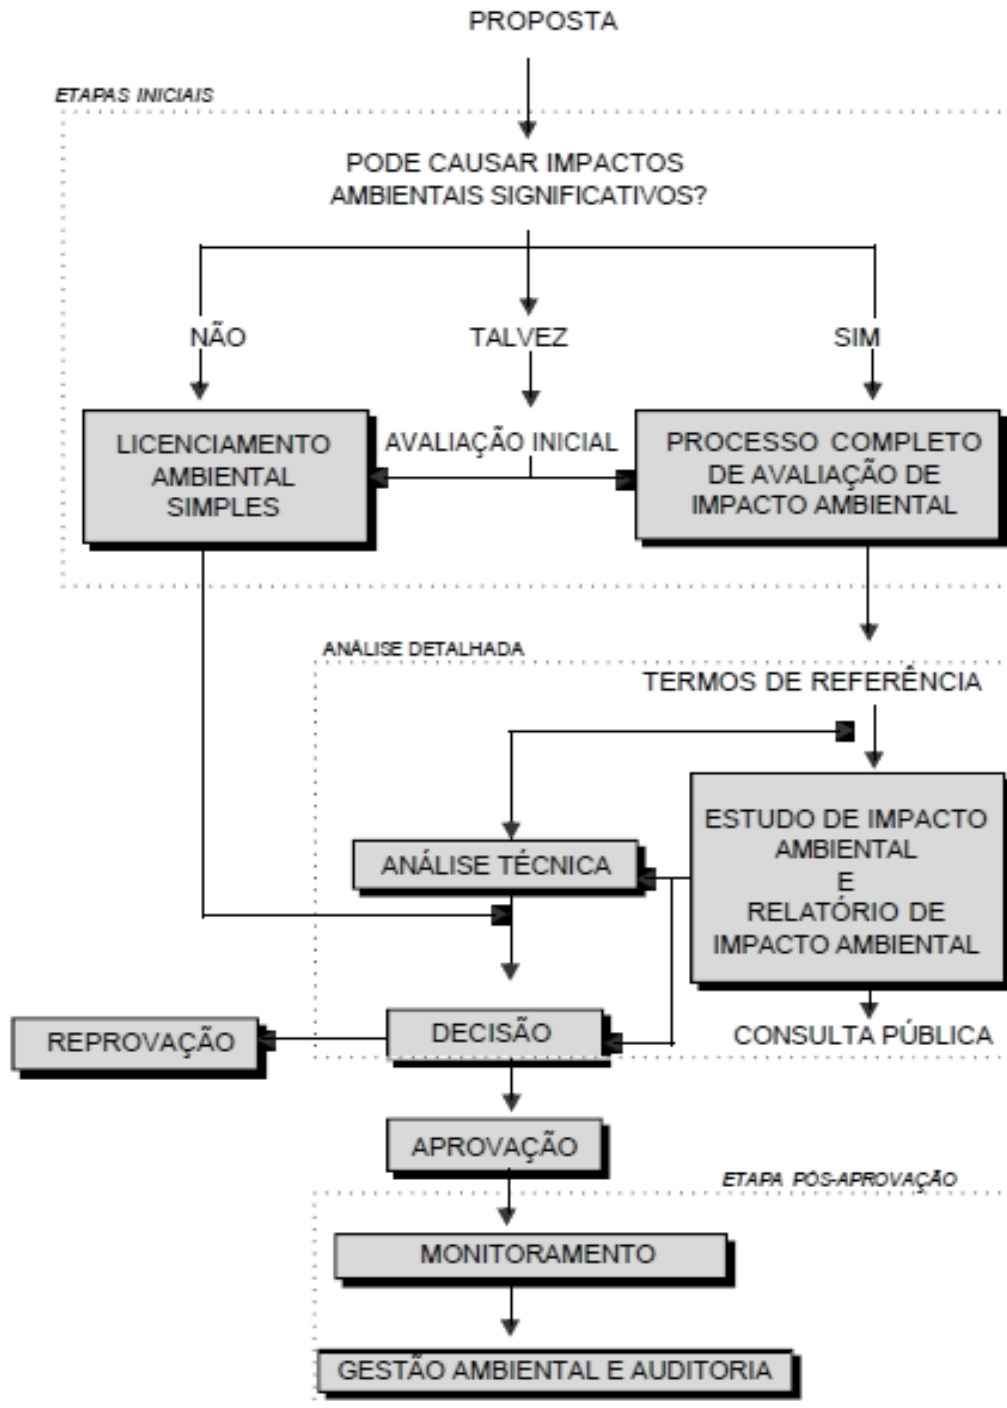 PROPOSTA
ETAPAS INICIAIS
PODE CAUSAR IMPACTOS
AMBIENTAIS SIGNIFICATIVOS?
NÃO
TALVEZ
SIM
LICENCIAMENTO
AMBIENTAL
SIMPLES
AVALIAÇÃO INICIAL
PROCESSO COMPLETO
DE AVALIAÇÃO DE
IMPACTO AMBIENTAL
ANÁLISE DETALHADA
TERMOS DE REFERÊNCIA
ESTUDO DE IMPACTO
AMBIENTAL
E
RELATÓRIO DE
IMPACTO AMBIENTAL
ANÁLISE TÉCNICA
CONSULTA PÚBLICA
DECISÃO
REPROVAÇÃO
APROVAÇÃO
ETAPA PÓS-APROVAÇÃO
MONITORAMENTO
GESTÃO AMBIENTAL E AUDITORIA